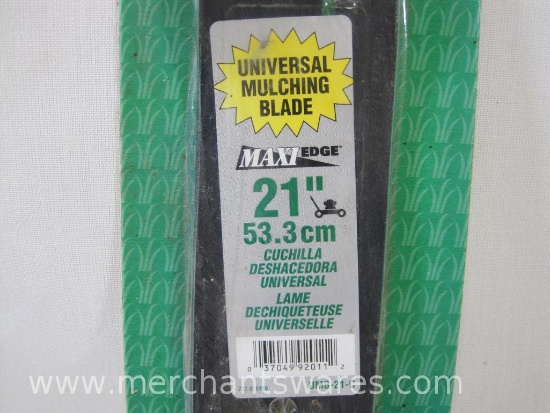 UNIVERSAL
MULCHING
BLADE
MAXI EDGE
21"
53.3 cm
CUCHILLA
DESHACEDORA
UNIVERSAL
LAME
DECHIQUETEUSE
UNIVERSELLE
0 37049 92011 2
www.merchantswares.com